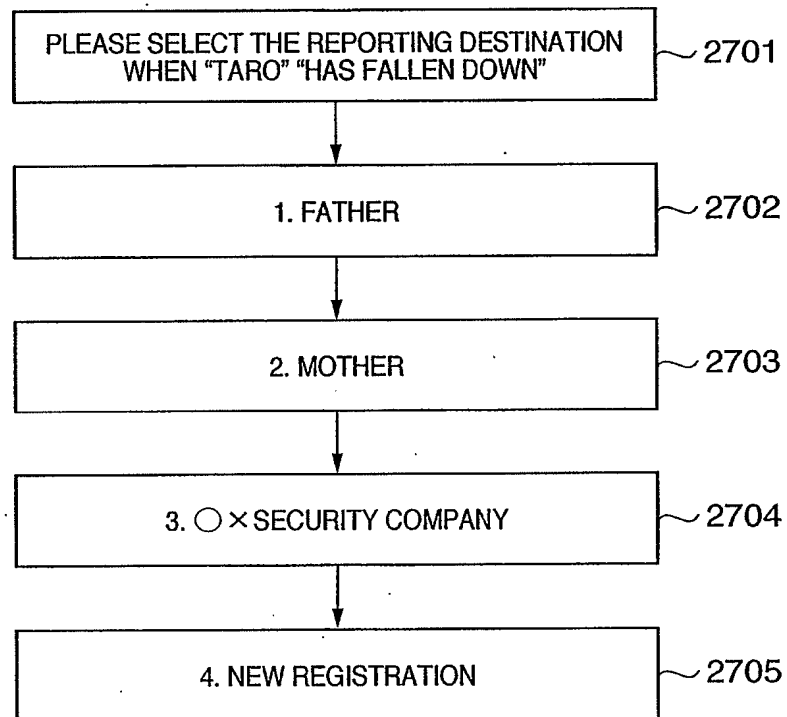 PLEASE SELECT THE REPORTING DESTINATION
WHEN “TARO” “HAS FALLEN DOWN”
2701
1. FATHER
2702
2. MOTHER
2703
3. ○×SECURITY COMPANY
2704
4. NEW REGISTRATION
2705